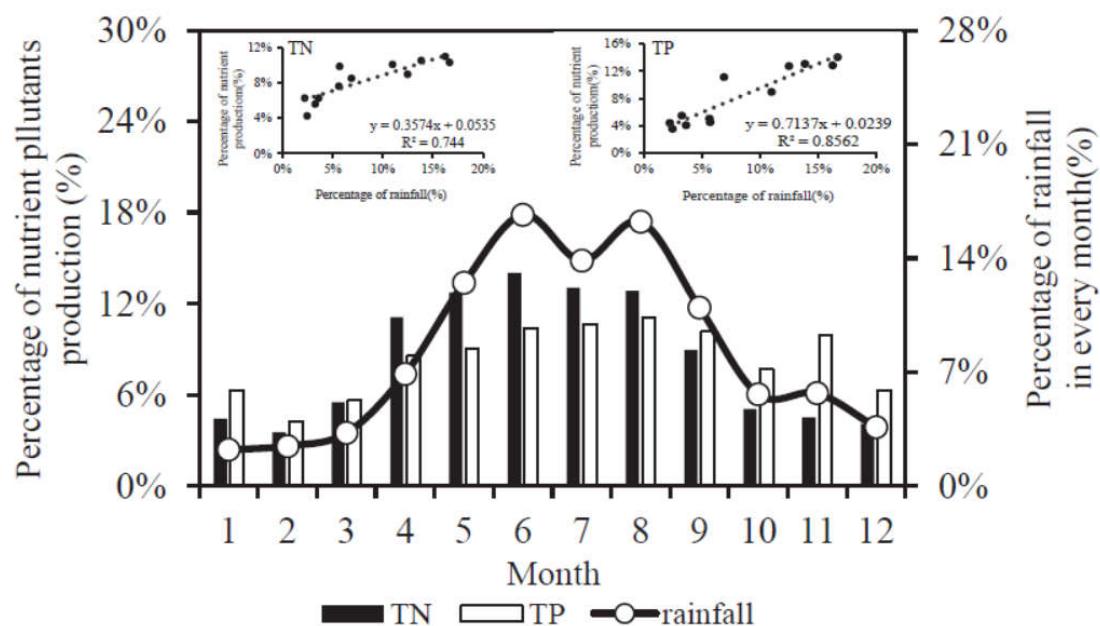 Percentage of nutrient pllutants
production (%)
30%
24%
18%
12%
6%
0%
TN
Percentage of nutrient
productiom(%)
12%
8%
4%
0%
y = 0.3574x + 0.0535
R² = 0.744
0% 5% 10% 15% 20%
Percentage of rainfall(%)
TP
Percentage of nutrient
productiom(%)
16%
12%
8%
4%
0%
y = 0.7137x + 0.0239
R² = 0.8562
0% 5% 10% 15% 20%
Percentage of rainfall(%)
28%
21%
14%
7%
0%
Percentage of rainfall
in every month(%)
1 2 3 4 5 6 7 8 9 10 11 12
Month
TN TP rainfall